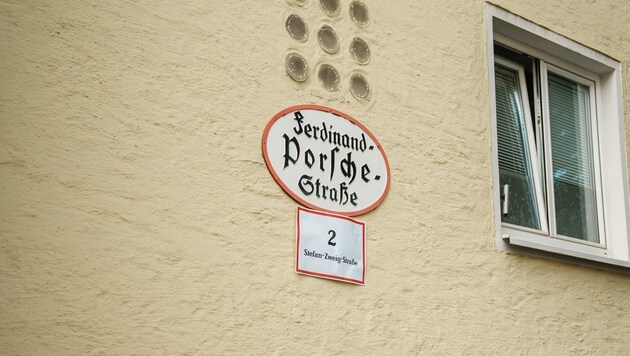 Ferdinand-
Porsche-
Straße
2
Stefan-Zweig-Straße